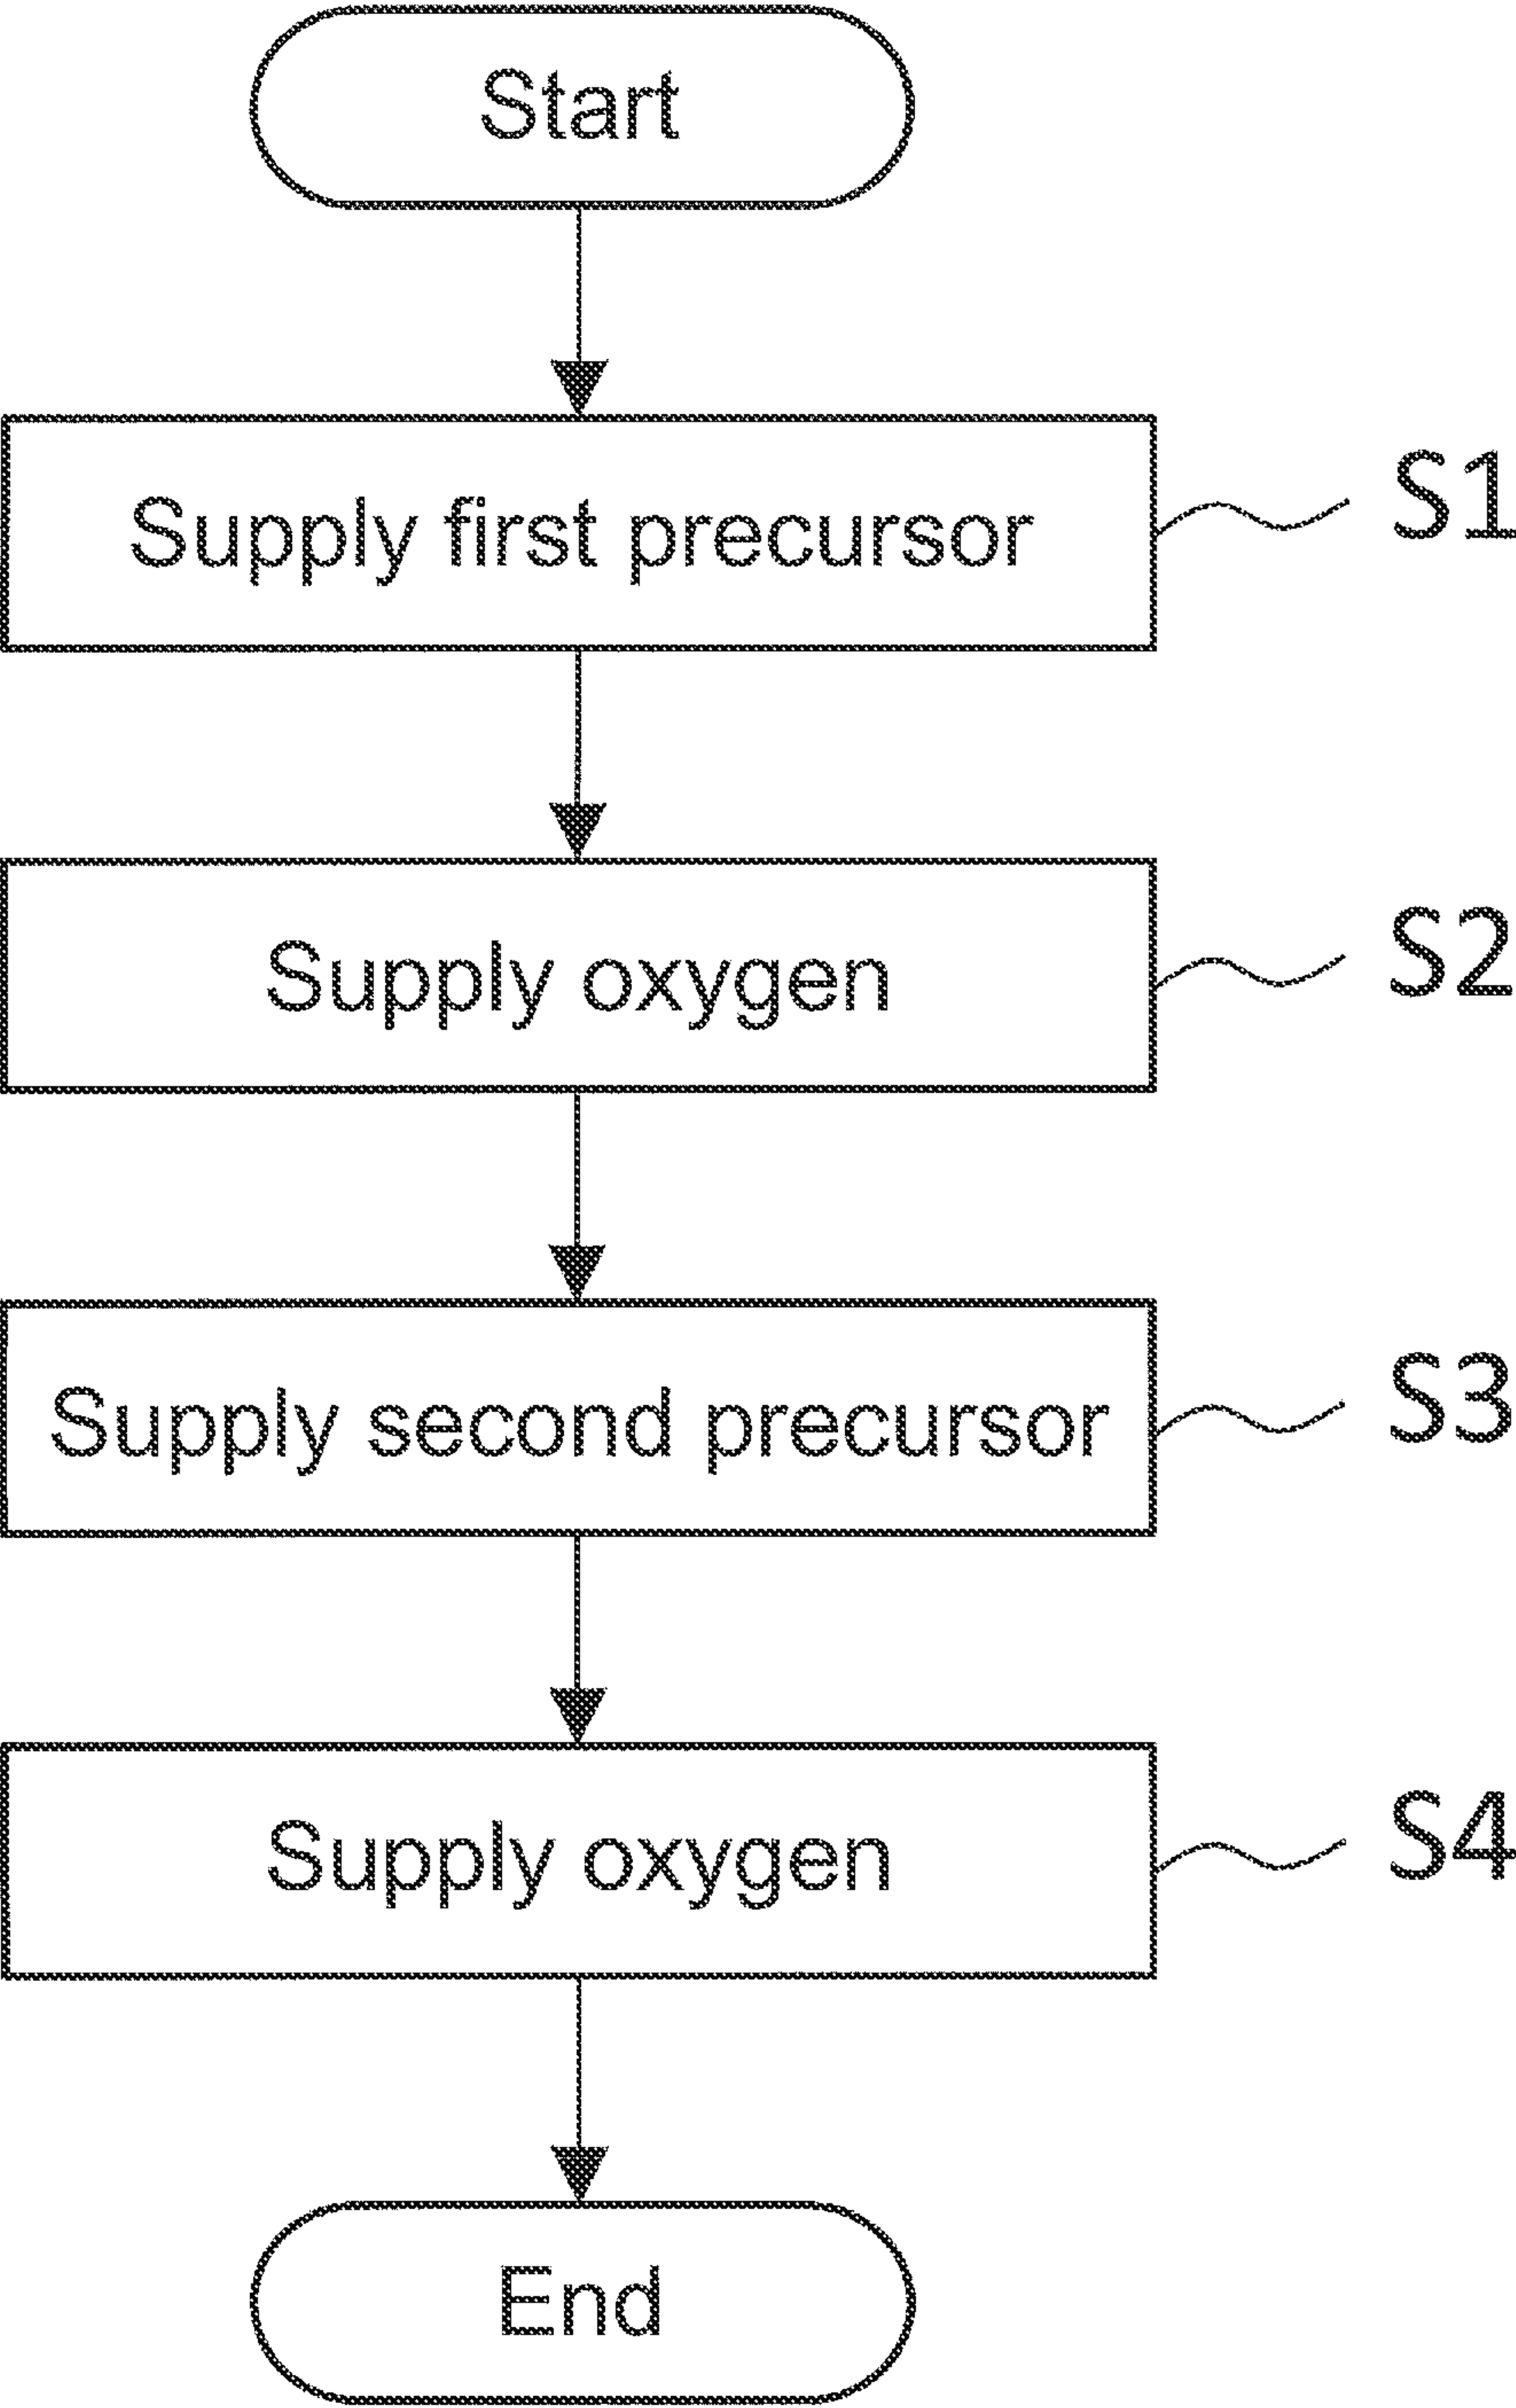 Start
Supply first precursor
S1
Supply oxygen
S2
Supply second precursor
S3
Supply oxygen
S4
End